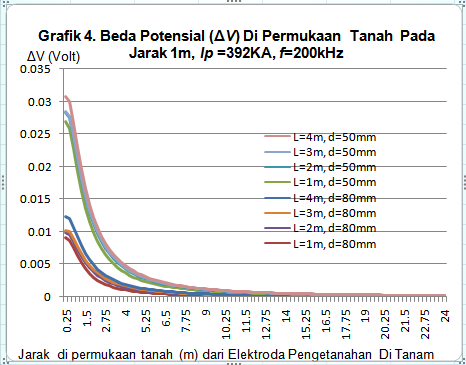 Grafik 4. Beda Potensial (ΔV) Di Permukaan Tanah Pada
Jarak 1m, Ip =392KA, f=200kHz
ΔV (Volt)
0.035
0.03
0.025
0.02
0.015
0.01
0.005
0
L=4m, d=50mm
L=3m, d=50mm
L=2m, d=50mm
L=1m, d=50mm
L=4m, d=80mm
L=3m, d=80mm
L=2m, d=80mm
L=1m, d=80mm
0.25 1.5 2.75 4 5.25 6.5 7.75 9 10.25 11.5 12.75 14 15.25 16.5 17.75 19 20.25 21.5 22.75 24
Jarak di permukaan tanah (m) dari Elektroda Pengetanahan Di Tanam